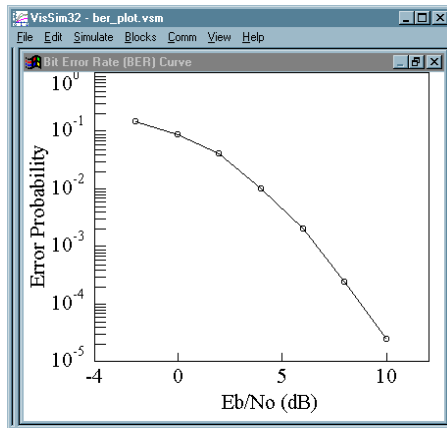 VisSim32 - ber_plot.vsm
File Edit Simulate Blocks Comm View Help
Bit Error Rate (BER) Curve
10^0
10^-1
10^-2
10^-3
10^-4
10^-5
Error Probability
-4 0 5 10
Eb/No (dB)